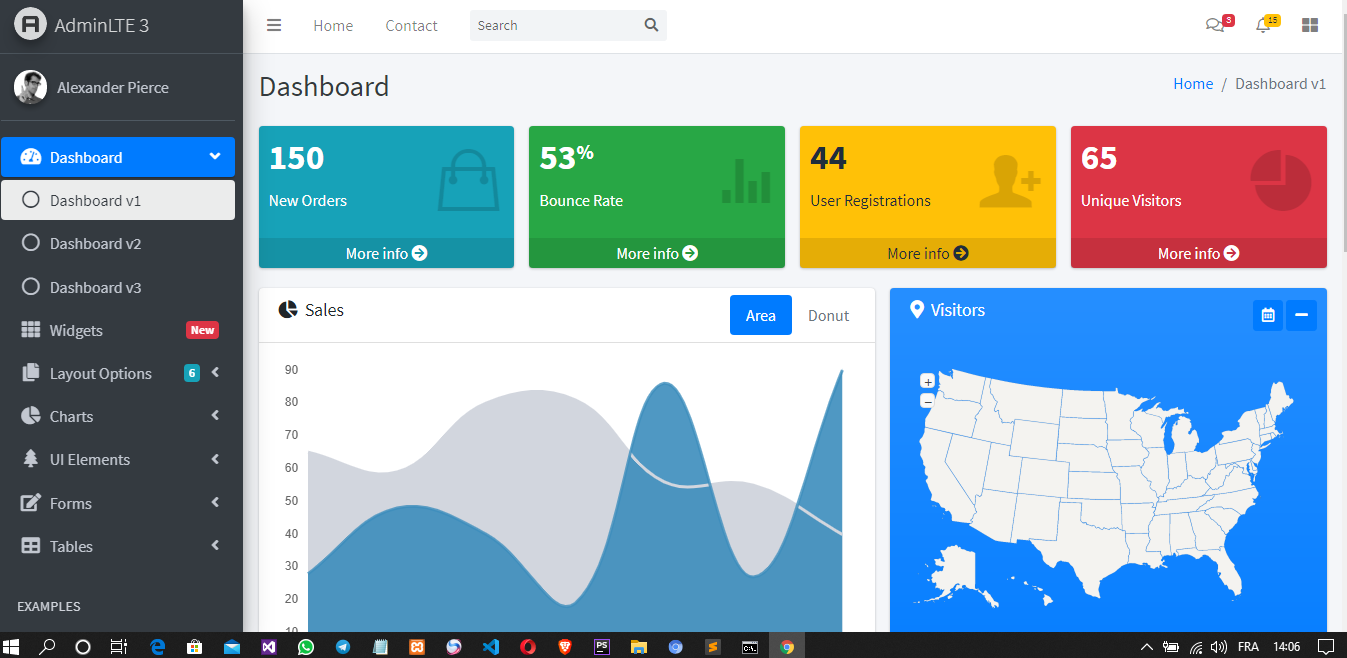 AdminLTE 3
Home
Contact
Search
3
15
Alexander Pierce
Dashboard
Dashboard v1
Dashboard v2
Dashboard v3
Widgets
New
Layout Options
6
Charts
UI Elements
Forms
Tables
EXAMPLES
Dashboard
Home / Dashboard v1
150
New Orders
More info
53%
Bounce Rate
More info
44
User Registrations
More info
65
Unique Visitors
More info
Sales
Area
Donut
90
80
70
60
50
40
30
20
10
Visitors
+
−
FRA
14:06